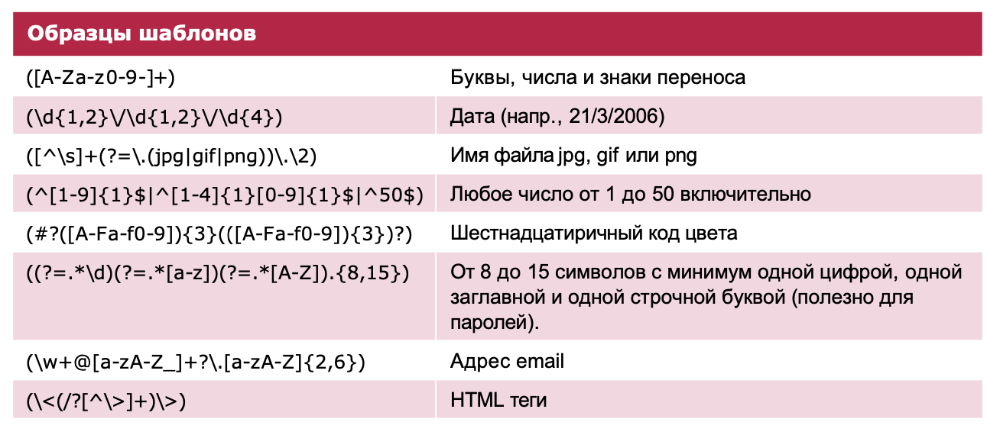 Образцы шаблонов
([A-Za-z0-9-]+) Буквы, числа и знаки переноса
(\d{1,2}\/\d{1,2}\/\d{4}) Дата (напр., 21/3/2006)
([^\s]+(?=\.(jpg|gif|png))\.\2) Имя файла jpg, gif или png
(^[1-9]{1}$|^[1-4]{1}[0-9]{1}$|^50$) Любое число от 1 до 50 включительно
(#?([A-Fa-f0-9]){3}(([A-Fa-f0-9]){3})?) Шестнадцатиричный код цвета
((?=.*\d)(?=.*[a-z])(?=.*[A-Z]).{8,15}) От 8 до 15 символов с минимум одной цифрой, одной
заглавной и одной строчной буквой (полезно для
паролей).
(\w+@[a-zA-Z_]+?\.[a-zA-Z]{2,6}) Адрес email
(\<(/?[^\>]+)\>) HTML теги